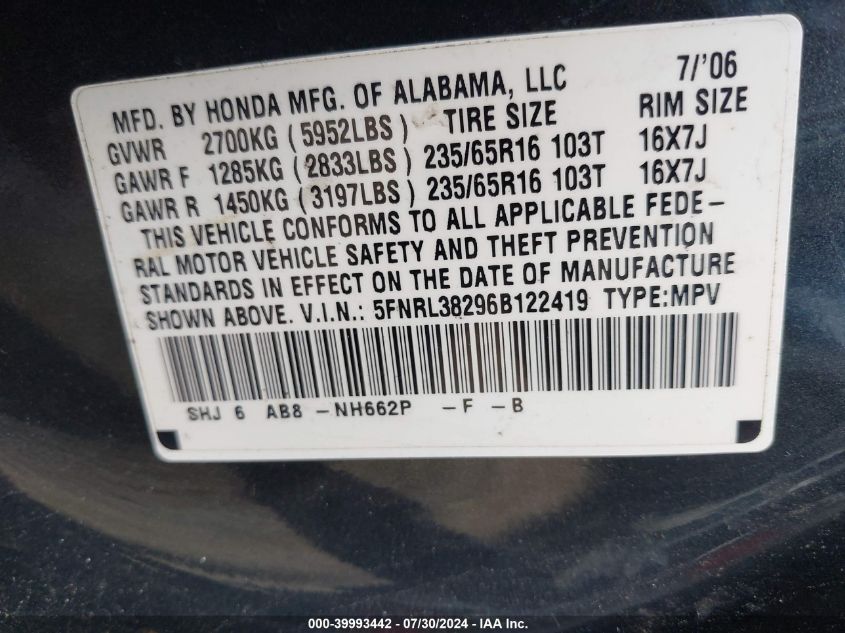 MFD. BY HONDA MFG. OF ALABAMA, LLC 7/'06
GVWR 2700KG (5952LBS) TIRE SIZE RIM SIZE
GAWR F 1285KG (2833LBS) 235/65R16 103T 16X7J
GAWR R 1450KG (3197LBS) 235/65R16 103T 16X7J
THIS VEHICLE CONFORMS TO ALL APPLICABLE FEDE-
RAL MOTOR VEHICLE SAFETY AND THEFT PREVENTION
STANDARDS IN EFFECT ON THE DATE OF MANUFACTURE
SHOWN ABOVE. V.I.N.: 5FNRL38296B122419 TYPE:MPV
SHJ 6 AB8 -NH662P -F -B
000-39993442 - 07/30/2024 - IAA Inc.